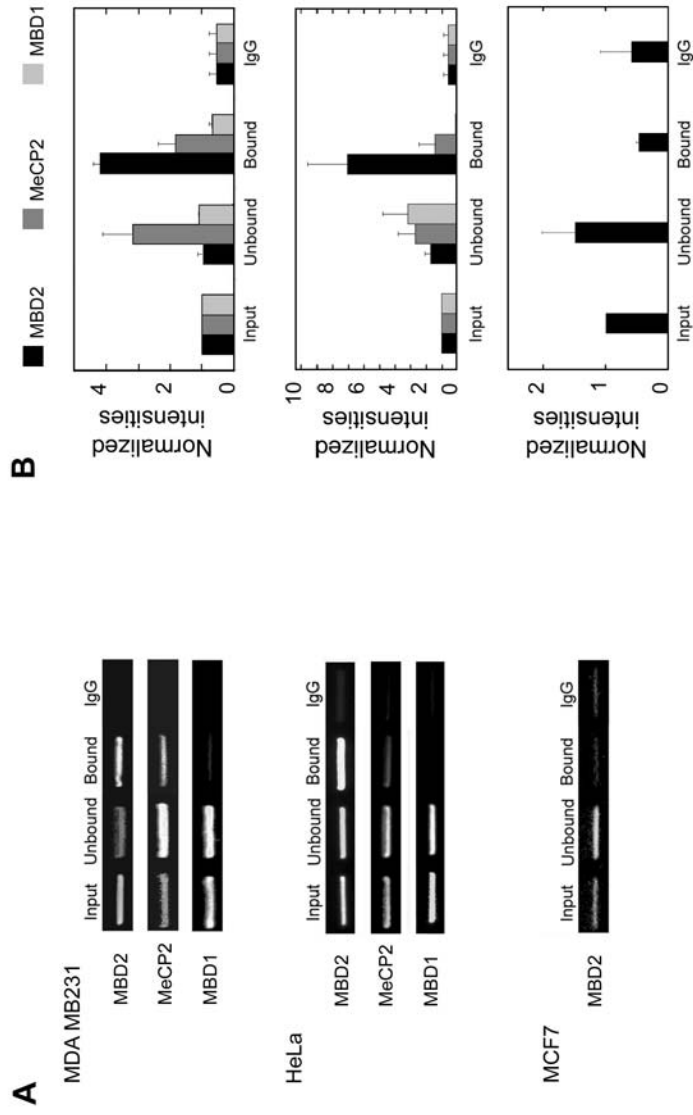 A
MDA MB231
Input Unbound Bound IgG
MBD2
MeCP2
MBD1
HeLa
Input Unbound Bound IgG
MBD2
MeCP2
MBD1
MCF7
Input Unbound Bound IgG
MBD2
B
MBD2 MeCP2 MBD1
Normalized
intensities
4
2
0
Input Unbound Bound IgG
Normalized
intensities
10
8
6
4
2
0
Input Unbound Bound IgG
Normalized
intensities
2
1
0
Input Unbound Bound IgG